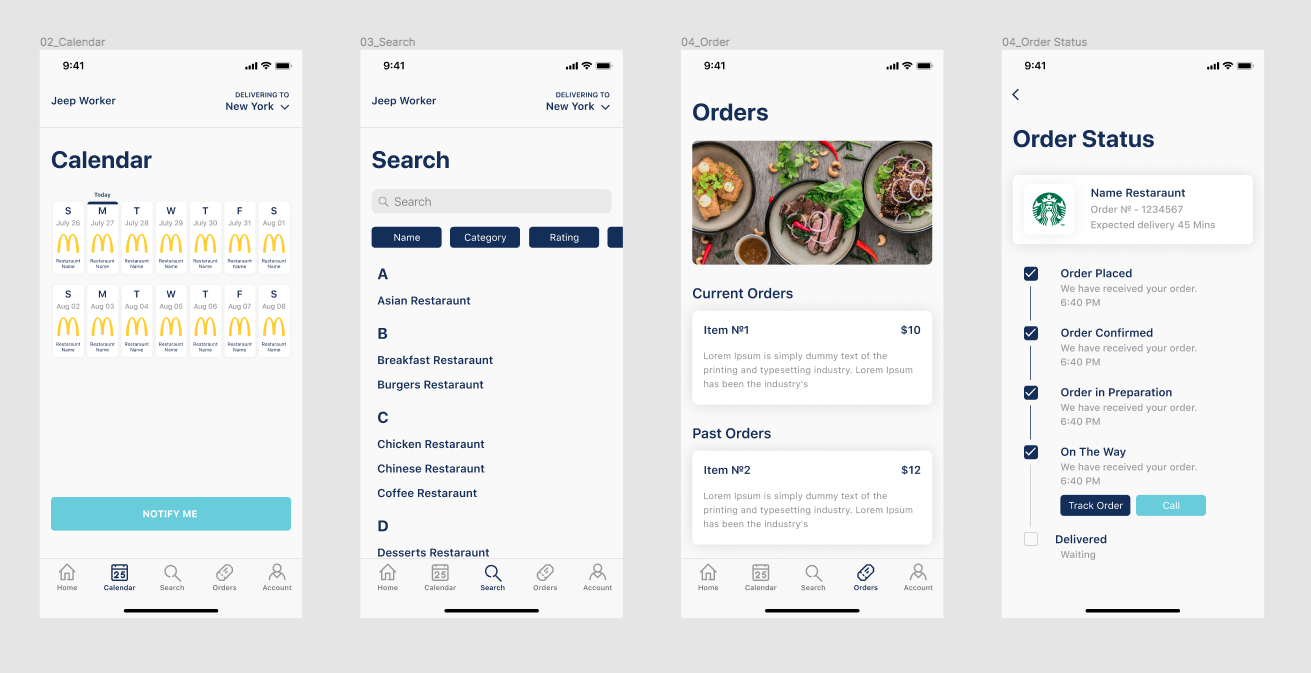 02_Calendar
9:41
Jeep Worker
DELIVERING TO
New York
Calendar
Today
S M T W T F S
July 26 July 27 July 28 July 29 July 30 July 31 Aug 01
Restaraunt Restaraunt Restaraunt Restaraunt Restaraunt Restaraunt Restaraunt
Name Name Name Name Name Name Name
S M T W T F S
Aug 02 Aug 03 Aug 04 Aug 05 Aug 06 Aug 07 Aug 08
Restaraunt Restaraunt Restaraunt Restaraunt Restaraunt Restaraunt Restaraunt
Name Name Name Name Name Name Name
NOTIFY ME
25
Home Calendar Search Orders Account
03_Search
9:41
Jeep Worker
DELIVERING TO
New York
Search
Search
Name Category Rating
A
Asian Restaraunt
B
Breakfast Restaraunt
Burgers Restaraunt
C
Chicken Restaraunt
Chinese Restaraunt
Coffee Restaraunt
D
Desserts Restaraunt
25
Home Calendar Search Orders Account
04_Order
9:41
Orders
Current Orders
Item №1 $10
Lorem Ipsum is simply dummy text of the
printing and typesetting industry. Lorem Ipsum
has been the industry's
Past Orders
Item №2 $12
Lorem Ipsum is simply dummy text of the
printing and typesetting industry. Lorem Ipsum
has been the industry's
25
Home Calendar Search Orders Account
04_Order Status
9:41
Order Status
Name Restaraunt
Order № - 1234567
Expected delivery 45 Mins
Order Placed
We have received your order.
6:40 PM
Order Confirmed
We have received your order.
6:40 PM
Order in Preparation
We have received your order.
6:40 PM
On The Way
We have received your order.
6:40 PM
Track Order Call
Delivered
Waiting